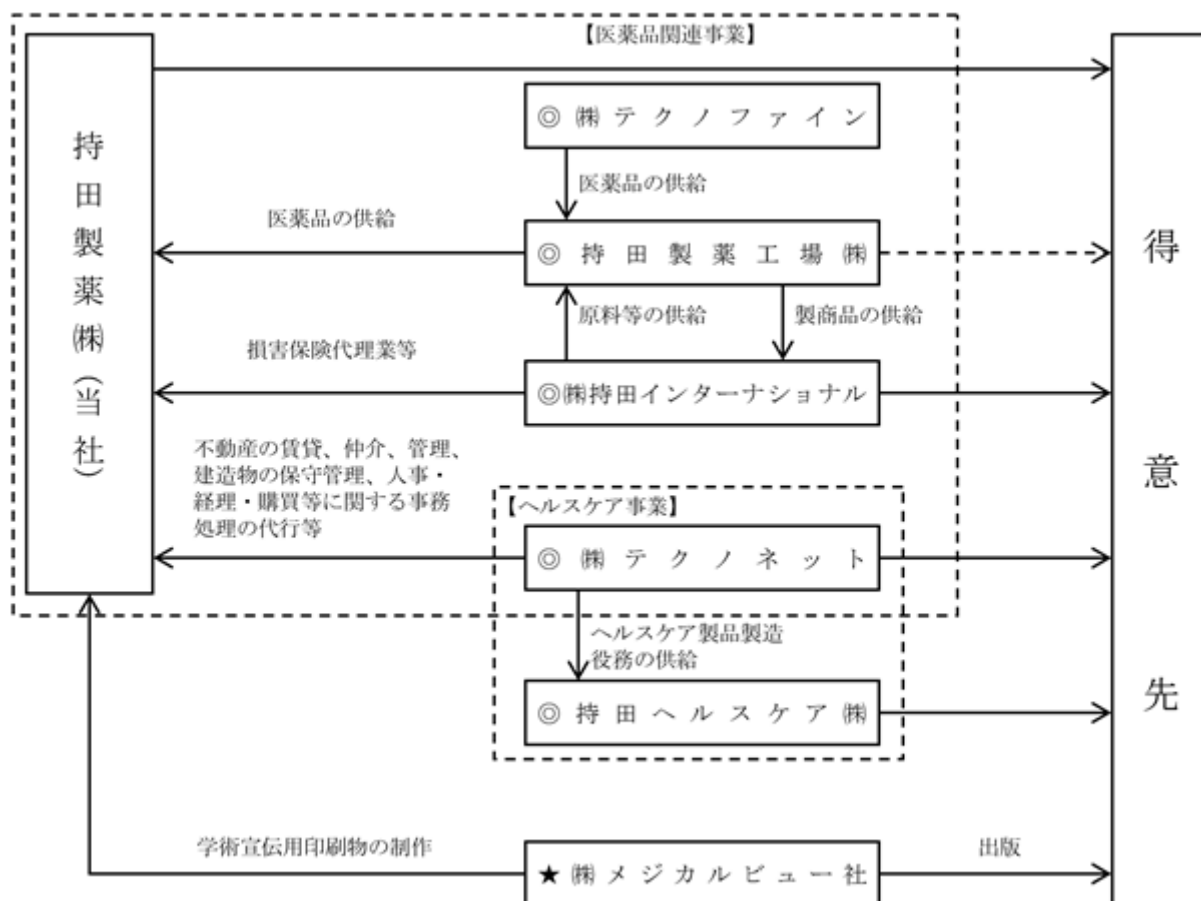 【医薬品関連事業】
持田製薬㈱(当社)
◎ ㈱テクノファイン
医薬品の供給
医薬品の供給
◎ 持田製薬工場㈱
得意先
原料等の供給
製商品の供給
損害保険代理業等
◎㈱持田インターナショナル
不動産の賃貸、仲介、管理、
建造物の保守管理、人事・
経理・購買等に関する事務
処理の代行等
【ヘルスケア事業】
◎ ㈱テクノネット
ヘルスケア製品製造
役務の供給
◎ 持田ヘルスケア㈱
学術宣伝用印刷物の制作
出版
★㈱メジカルビュー社